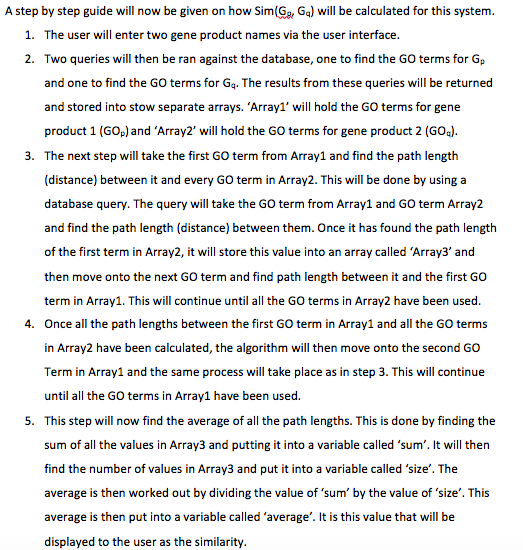 A step by step guide will now be given on how Sim(Gp, Gq) will be calculated for this system.
1. The user will enter two gene product names via the user interface.
2. Two queries will then be ran against the database, one to find the GO terms for Gp
and one to find the GO terms for Gq. The results from these queries will be returned
and stored into stow separate arrays. ‘Array1’ will hold the GO terms for gene
product 1 (GOp) and ‘Array2’ will hold the GO terms for gene product 2 (GOq).
3. The next step will take the first GO term from Array1 and find the path length
(distance) between it and every GO term in Array2. This will be done by using a
database query. The query will take the GO term from Array1 and GO term Array2
and find the path length (distance) between them. Once it has found the path length
of the first term in Array2, it will store this value into an array called ‘Array3’ and
then move onto the next GO term and find path length between it and the first GO
term in Array1. This will continue until all the GO terms in Array2 have been used.
4. Once all the path lengths between the first GO term in Array1 and all the GO terms
in Array2 have been calculated, the algorithm will then move onto the second GO
Term in Array1 and the same process will take place as in step 3. This will continue
until all the GO terms in Array1 have been used.
5. This step will now find the average of all the path lengths. This is done by finding the
sum of all the values in Array3 and putting it into a variable called ‘sum’. It will then
find the number of values in Array3 and put it into a variable called ‘size’. The
average is then worked out by dividing the value of ‘sum’ by the value of ‘size’. This
average is then put into a variable called ‘average’. It is this value that will be
displayed to the user as the similarity.